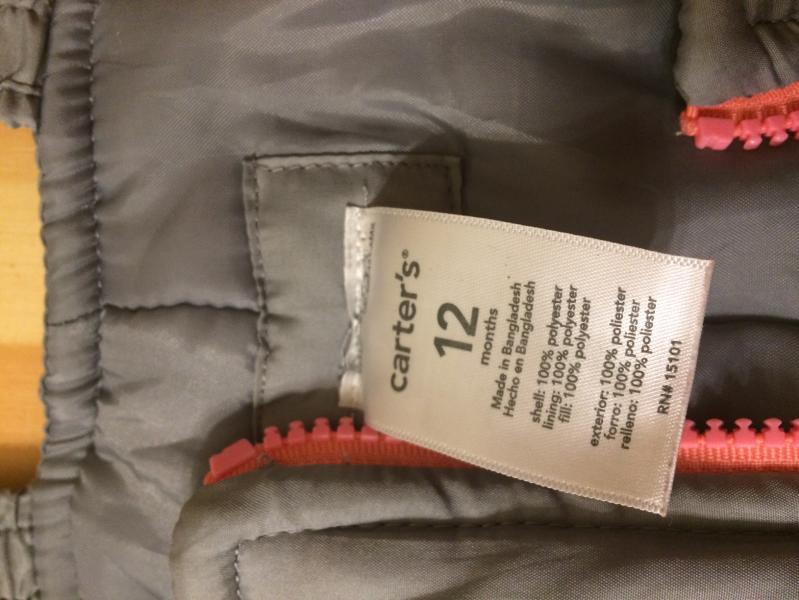 carter's®
12
months
Made in Bangladesh
Hecho en Bangladesh
shell: 100% polyester
lining: 100% polyester
fill: 100% polyester
exterior: 100% poliester
forro: 100% poliester
relleno: 100% poliester
RN# 15101